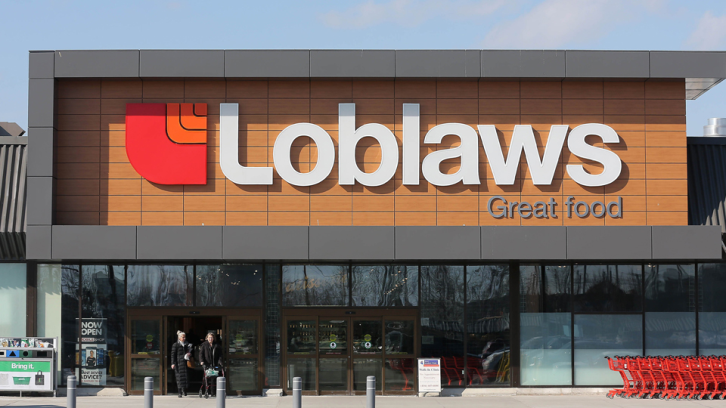 Loblaws
Great food
NOW
OPEN
Bring it.